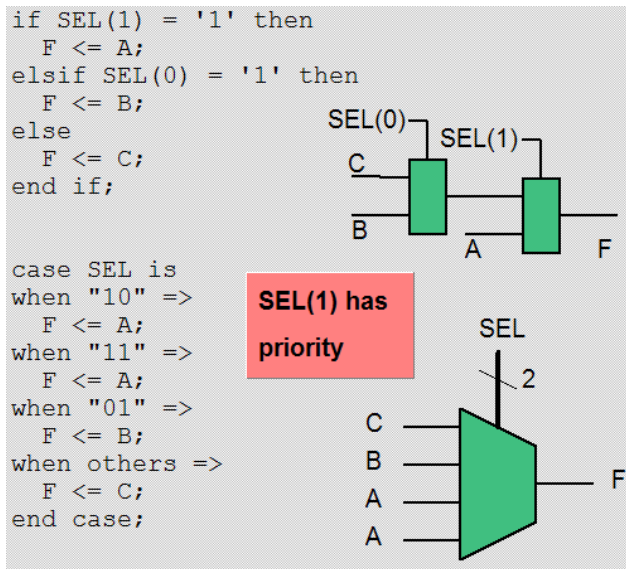 if SEL(1) = '1' then
  F <= A;
elsif SEL(0) = '1' then
  F <= B;
else
  F <= C;
end if;
SEL(0)
SEL(1)
C
B
A
F
case SEL is
when "10" =>
  F <= A;
when "11" =>
  F <= A;
when "01" =>
  F <= B;
when others =>
  F <= C;
end case;
SEL(1) has
priority
SEL
2
C
B
A
A
F